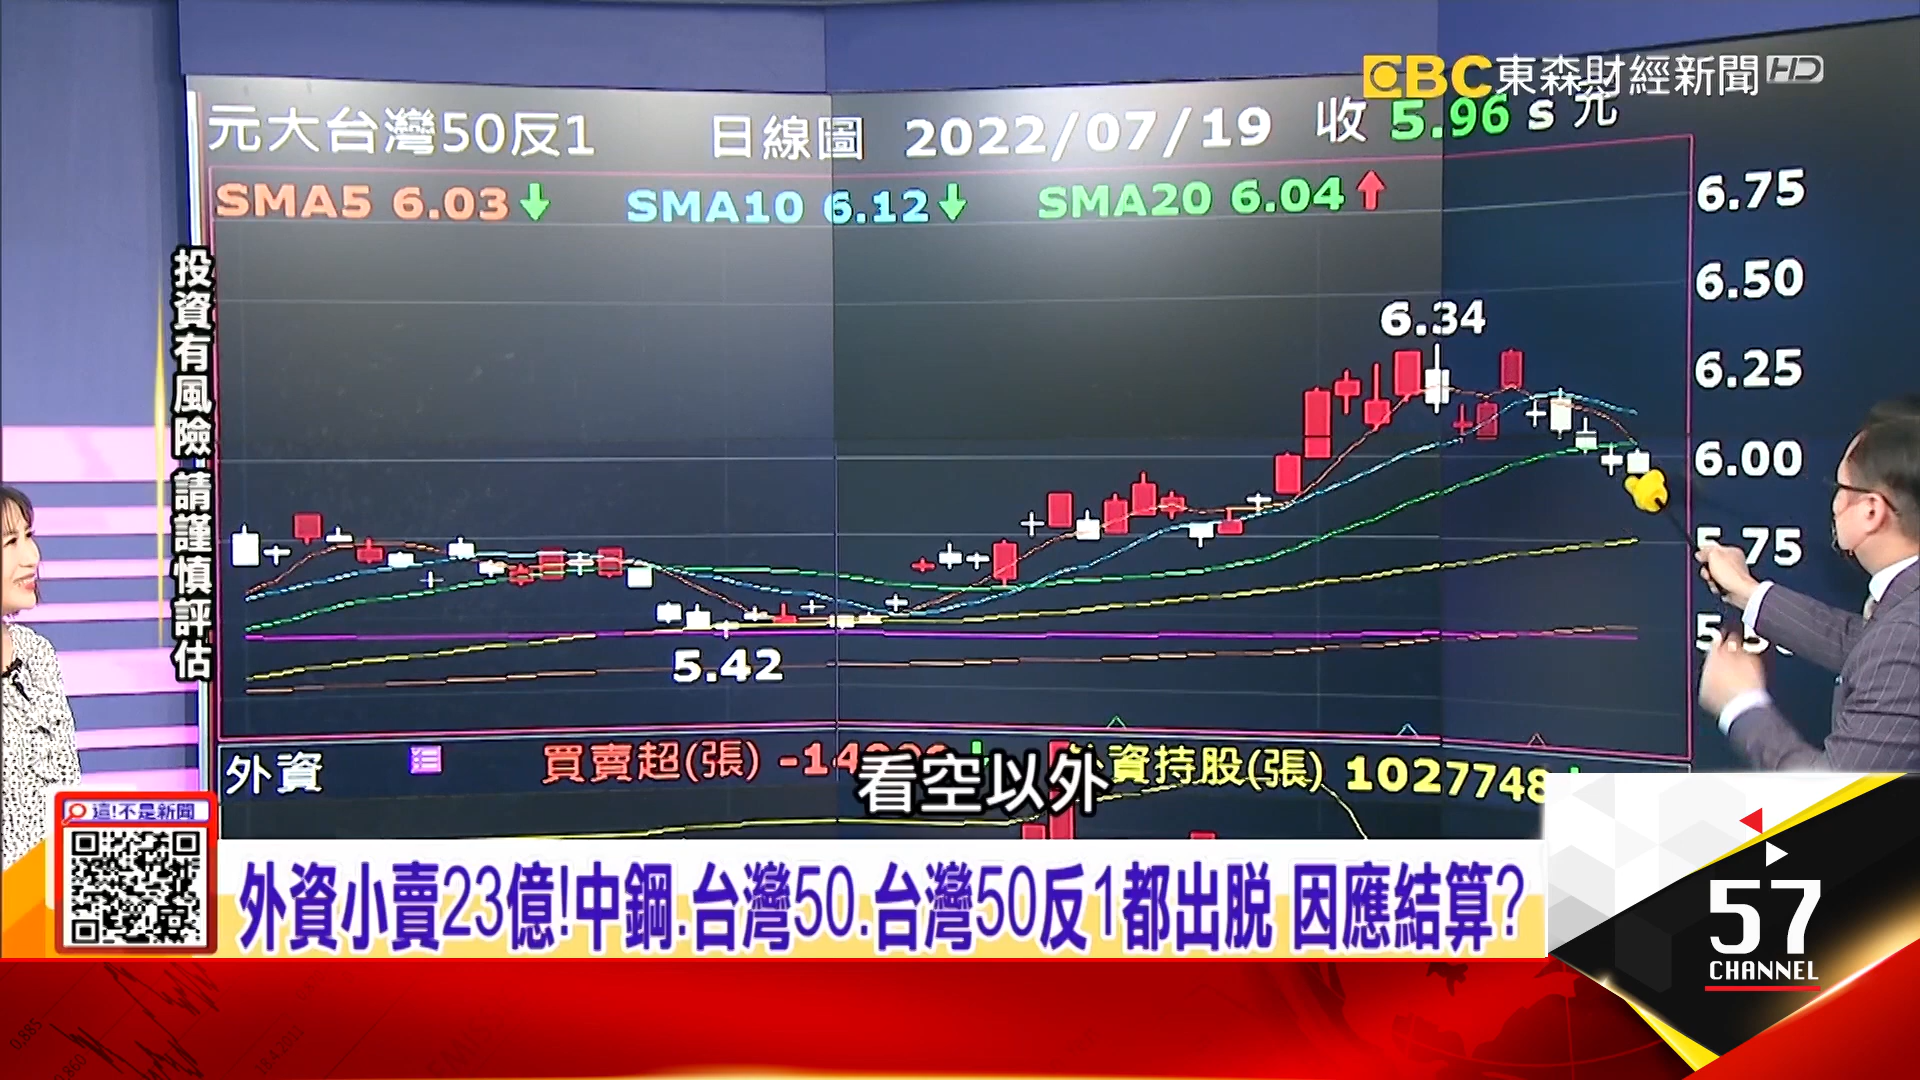 EBC東森財經新聞HD
元大台灣50反1 日線圖 2022/07/19 收 5.96 s 元
SMA5 6.03↓ SMA10 6.12↓ SMA20 6.04↑
6.75
6.50
6.34
6.25
6.00
5.75
5.42
投資有風險 請謹慎評估
外資 買賣超(張) 資持股(張) 1027748
看空以外
這!不是新聞
外資小賣23億!中鋼.台灣50.台灣50反1都出脫 因應結算?
57
CHANNEL